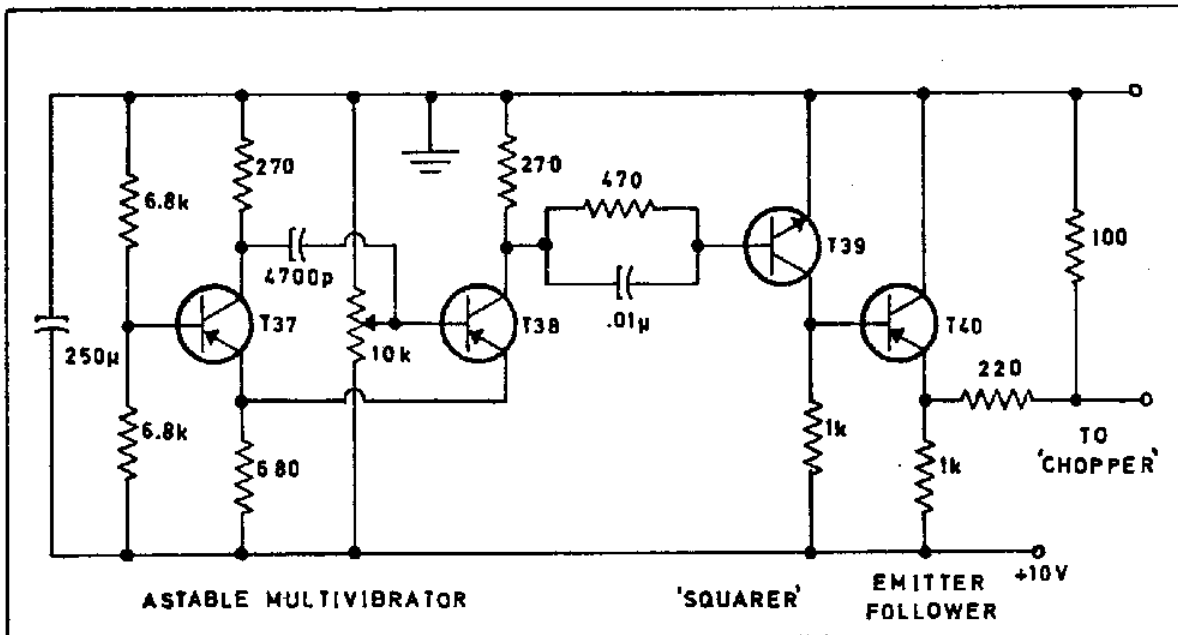 270
270
470
6.8k
T39
100
4700p
T37
T38
.01µ
T40
250µ
10k
220
6.8k
680
1k
1k
TO
'CHOPPER'
+10V
ASTABLE MULTIVIBRATOR
'SQUARER'
EMITTER
FOLLOWER